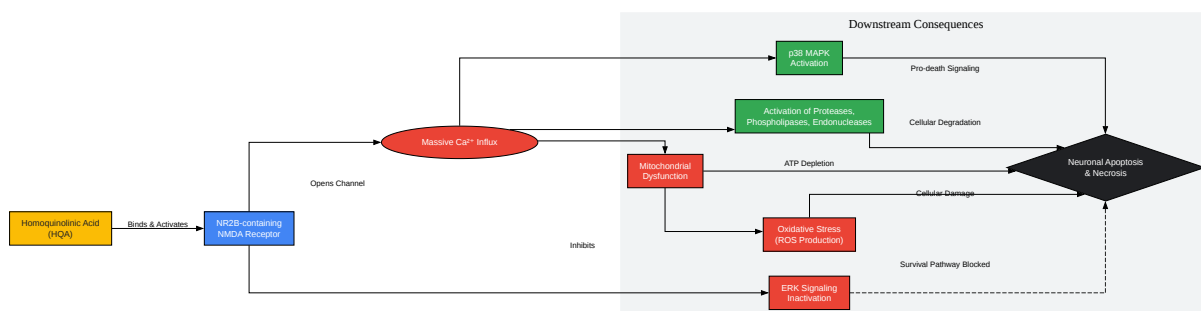 Downstream Consequences
p38 MAPK
Activation
Pro-death Signaling
Activation of Proteases,
Phospholipases, Endonucleases
Cellular Degradation
Massive Ca²⁺ Influx
Mitochondrial
Dysfunction
ATP Depletion
Neuronal Apoptosis
& Necrosis
Opens Channel
Cellular Damage
Homoquinolinic Acid
(HQA)
Binds & Activates
NR2B-containing
NMDA Receptor
Oxidative Stress
(ROS Production)
Inhibits
Survival Pathway Blocked
ERK Signaling
Inactivation